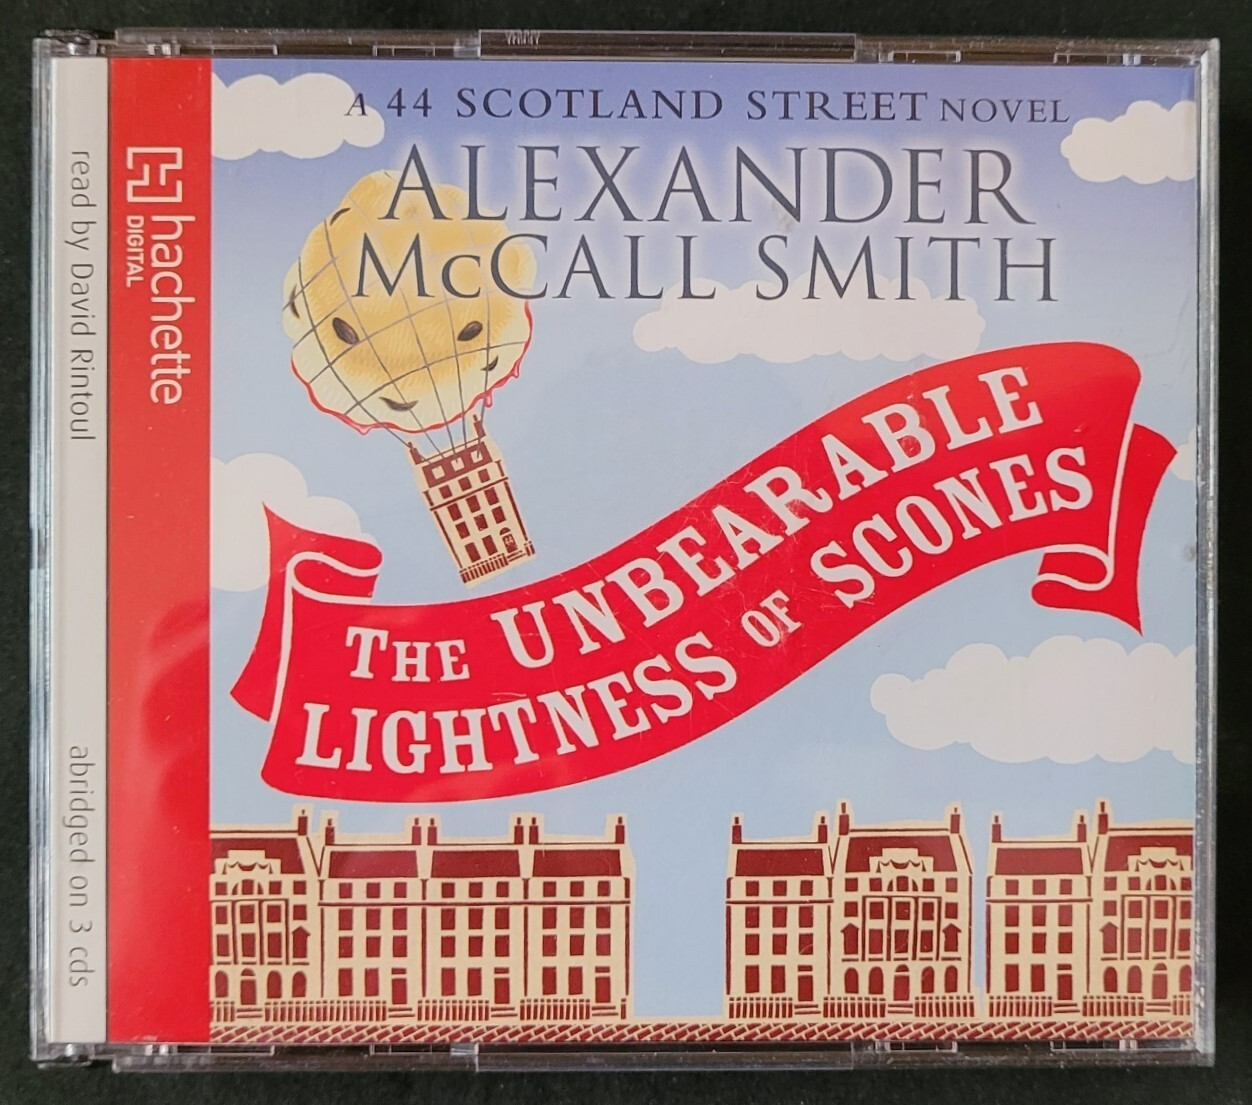 A 44 SCOTLAND STREET NOVEL
ALEXANDER
McCALL SMITH
THE UNBEARABLE
LIGHTNESS OF SCONES
hachette
DIGITAL
read by David Rintoul
abridged on 3 cds